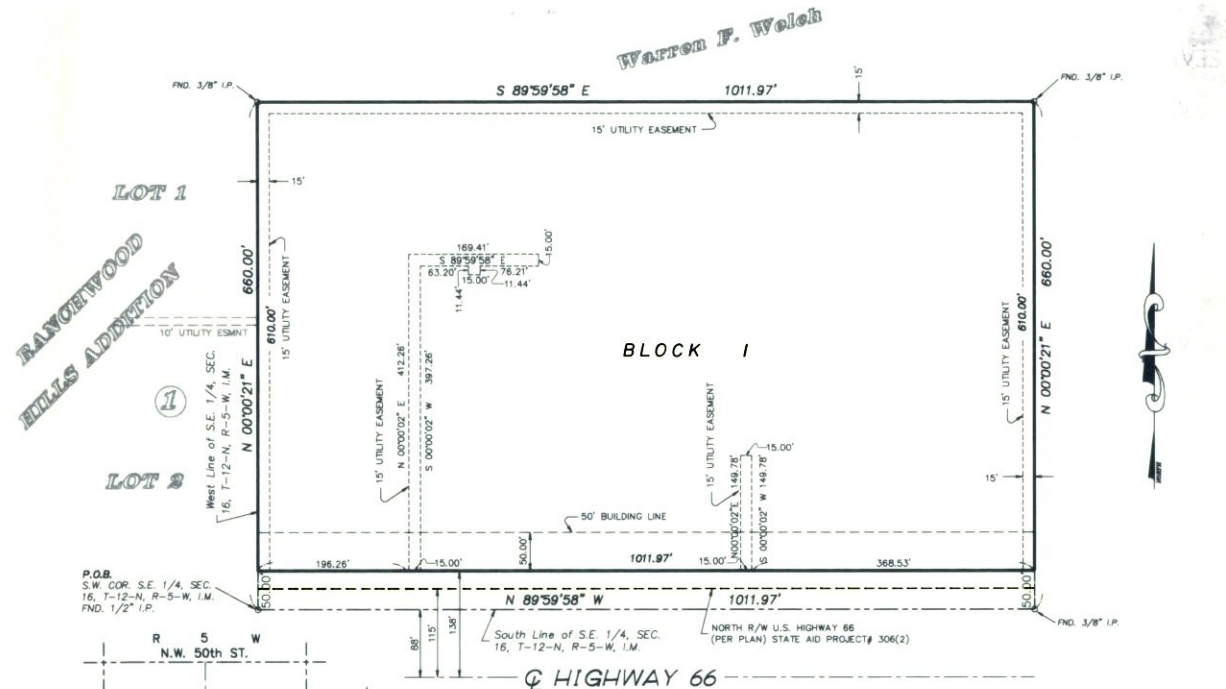 Warren F. Welch
FND. 3/8" I.P.
S 89°59'58" E 1011.97'
15'
FND. 3/8" I.P.
15' UTILITY EASEMENT
LOT 1
15'
RANCHWOOD
HILLS ADDITION
660.00'
N 00°00'21" E
610.00'
15' UTILITY EASEMENT
10' UTILITY ESMNT
1
LOT 2
West Line of S.E. 1/4, SEC.
16, T-12-N, R-5-W, I.M.
169.41'
S 89°59'58" E
15.00'
63.20'
76.21'
15.00'
11.44'
11.44'
15' UTILITY EASEMENT
N 00°00'02" E 412.26'
S 00°00'02" W 397.26'
BLOCK 1
15' UTILITY EASEMENT
15.00'
N00°00'02"E 149.78'
S 00°00'02" W 149.78'
15' UTILITY EASEMENT
610.00'
660.00'
N 00°00'21" E
15'
50' BUILDING LINE
50.00'
196.26'
15.00'
1011.97'
15.00'
368.53'
P.O.B.
S.W. COR. S.E. 1/4, SEC.
16, T-12-N, R-5-W, I.M.
FND. 1/2" I.P.
50.00'
N 89°59'58" W 1011.97'
50.00'
FND. 3/8" I.P.
88'
115'
138'
South Line of S.E. 1/4, SEC.
16, T-12-N, R-5-W, I.M.
NORTH R/W U.S. HIGHWAY 66
(PER PLAN) STATE AID PROJECT# 306(2)
R 5 W
N.W. 50th ST.
℄ HIGHWAY 66